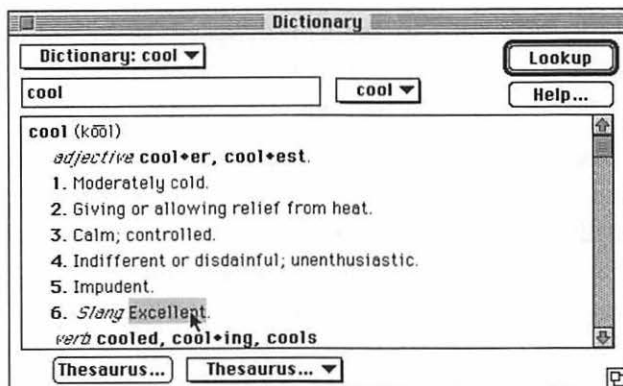 Dictionary
Dictionary: cool ▼
Lookup
cool
cool ▼
Help...
cool (ko͞ol)
adjective cool•er, cool•est.
1. Moderately cold.
2. Giving or allowing relief from heat.
3. Calm; controlled.
4. Indifferent or disdainful; unenthusiastic.
5. Impudent.
6. Slang Excellent.
verb cooled, cool•ing, cools
Thesaurus...
Thesaurus... ▼